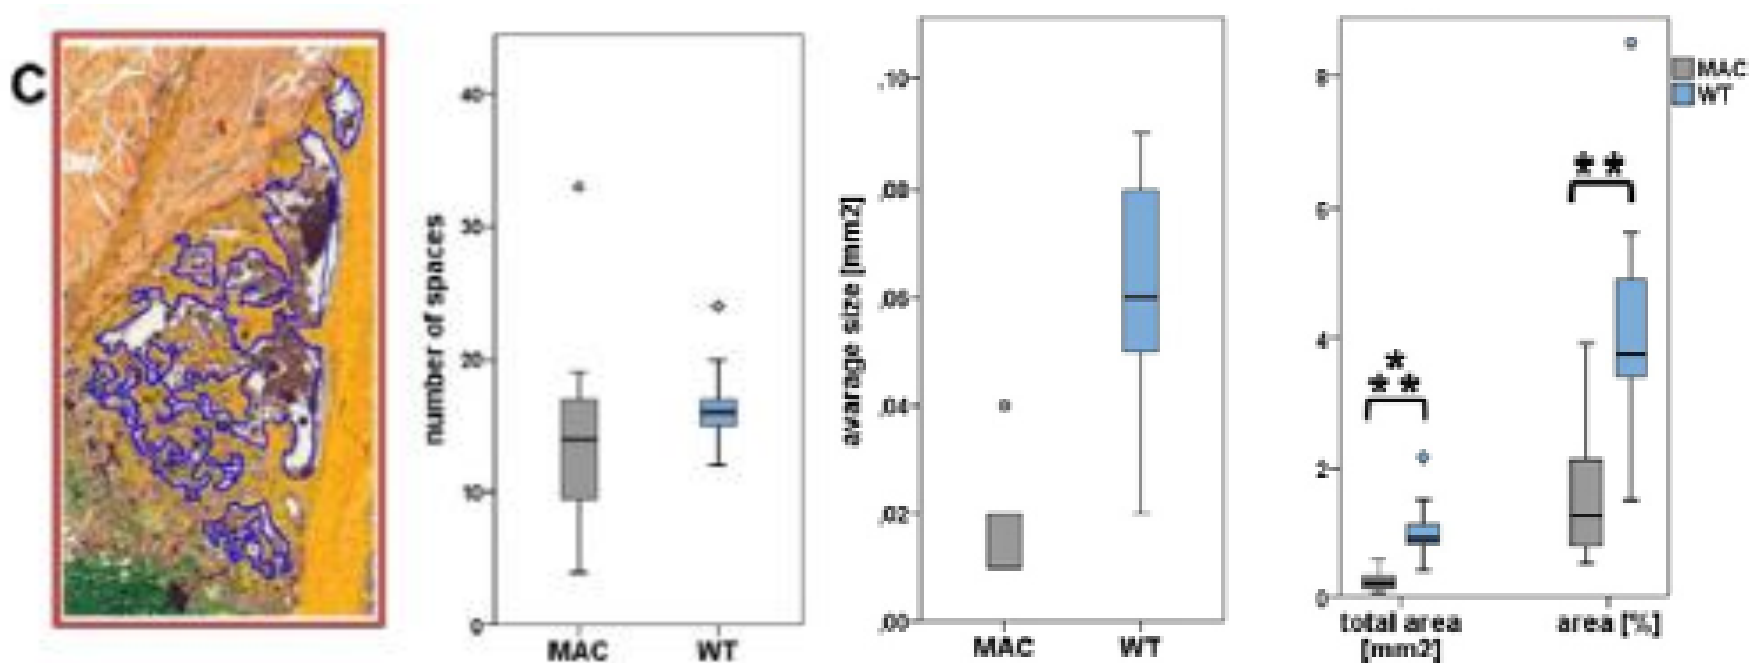 C
number of spaces
40
30
20
10
0
MAC WT
avarage size [mm2]
.10
.08
.06
.04
.02
.00
MAC WT
8
6
4
2
0
** 
*
**
total area
[mm2]
area [%]
MAC
WT